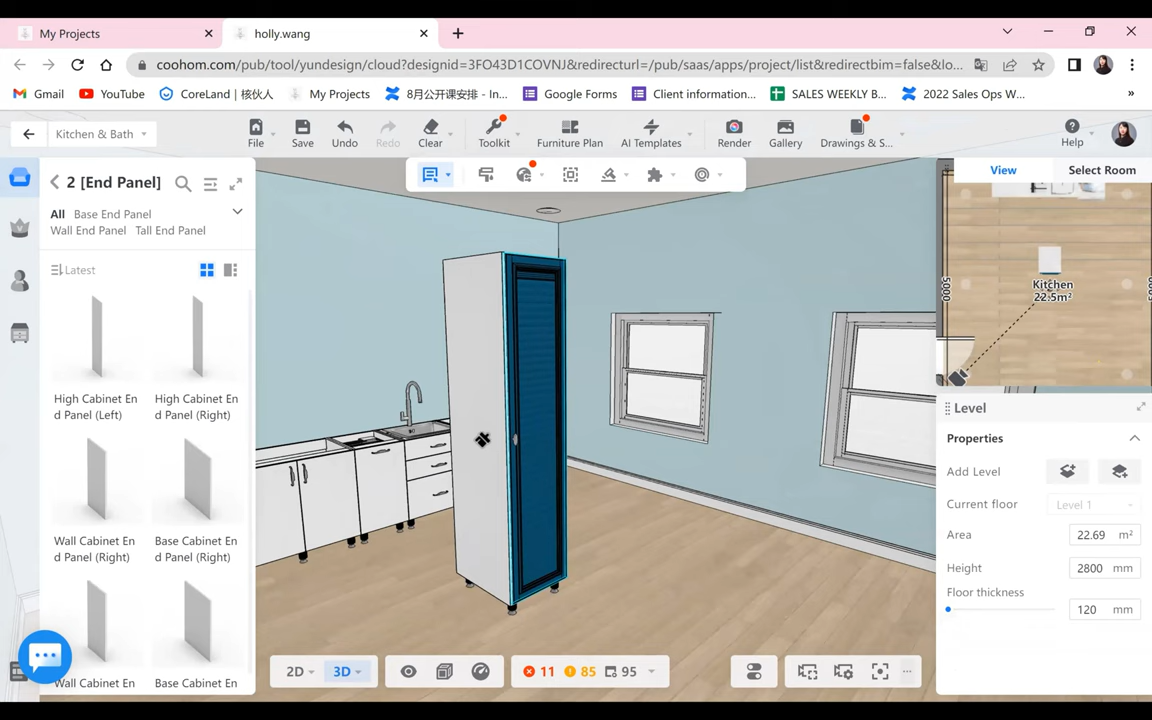 My Projects
holly.wang
coohom.com/pub/tool/yundesign/cloud?designid=3FO43D1COVNJ&redirecturl=/pub/saas/apps/project/list&redirectbim=false&lo...
Gmail
YouTube
CoreLand | 核伙人
My Projects
8月公开课安排 - In...
Google Forms
Client information...
SALES WEEKLY B...
2022 Sales Ops W...
»
Kitchen & Bath
File
Save
Undo
Redo
Clear
Toolkit
Furniture Plan
AI Templates
Render
Gallery
Drawings & S...
Help
2 [End Panel]
All Base End Panel
Wall End Panel Tall End Panel
Latest
High Cabinet En
d Panel (Left)
High Cabinet En
d Panel (Right)
Wall Cabinet En
d Panel (Right)
Base Cabinet En
d Panel (Right)
Wall Cabinet En
Base Cabinet En
View
Select Room
5000
Kitchen
22.5m²
Level
Properties
Add Level
Current floor Level 1
Area 22.69 m²
Height 2800 mm
Floor thickness
120 mm
2D
3D
11
85
95